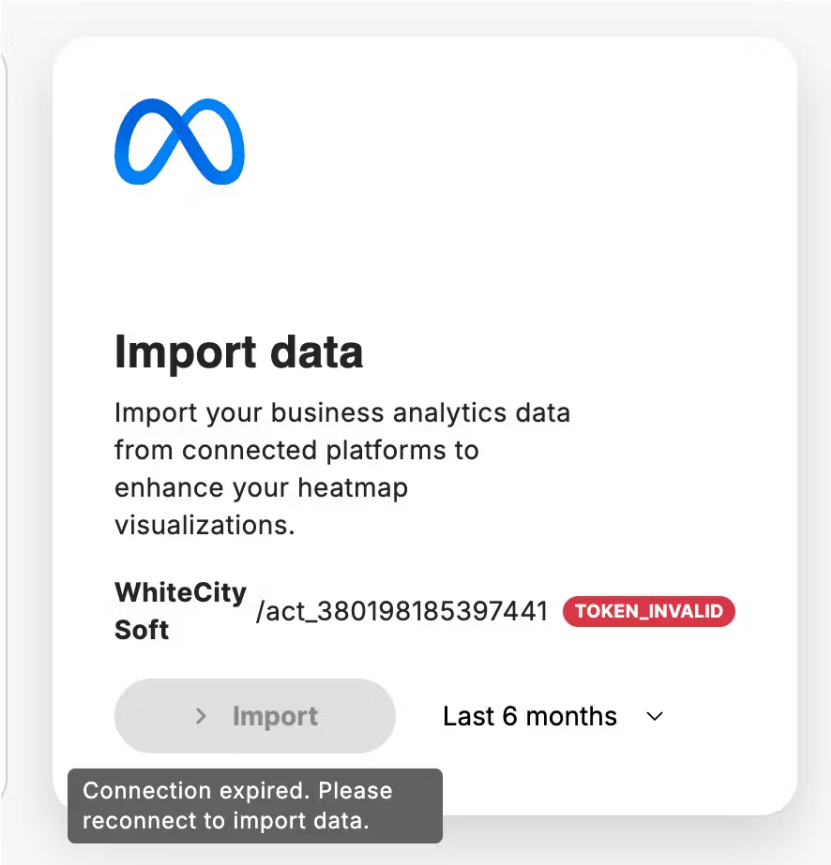 Import data
Import your business analytics data
from connected platforms to
enhance your heatmap
visualizations.
WhiteCity
Soft
/act_380198185397441 TOKEN_INVALID
Import
Last 6 months
Connection expired. Please
reconnect to import data.